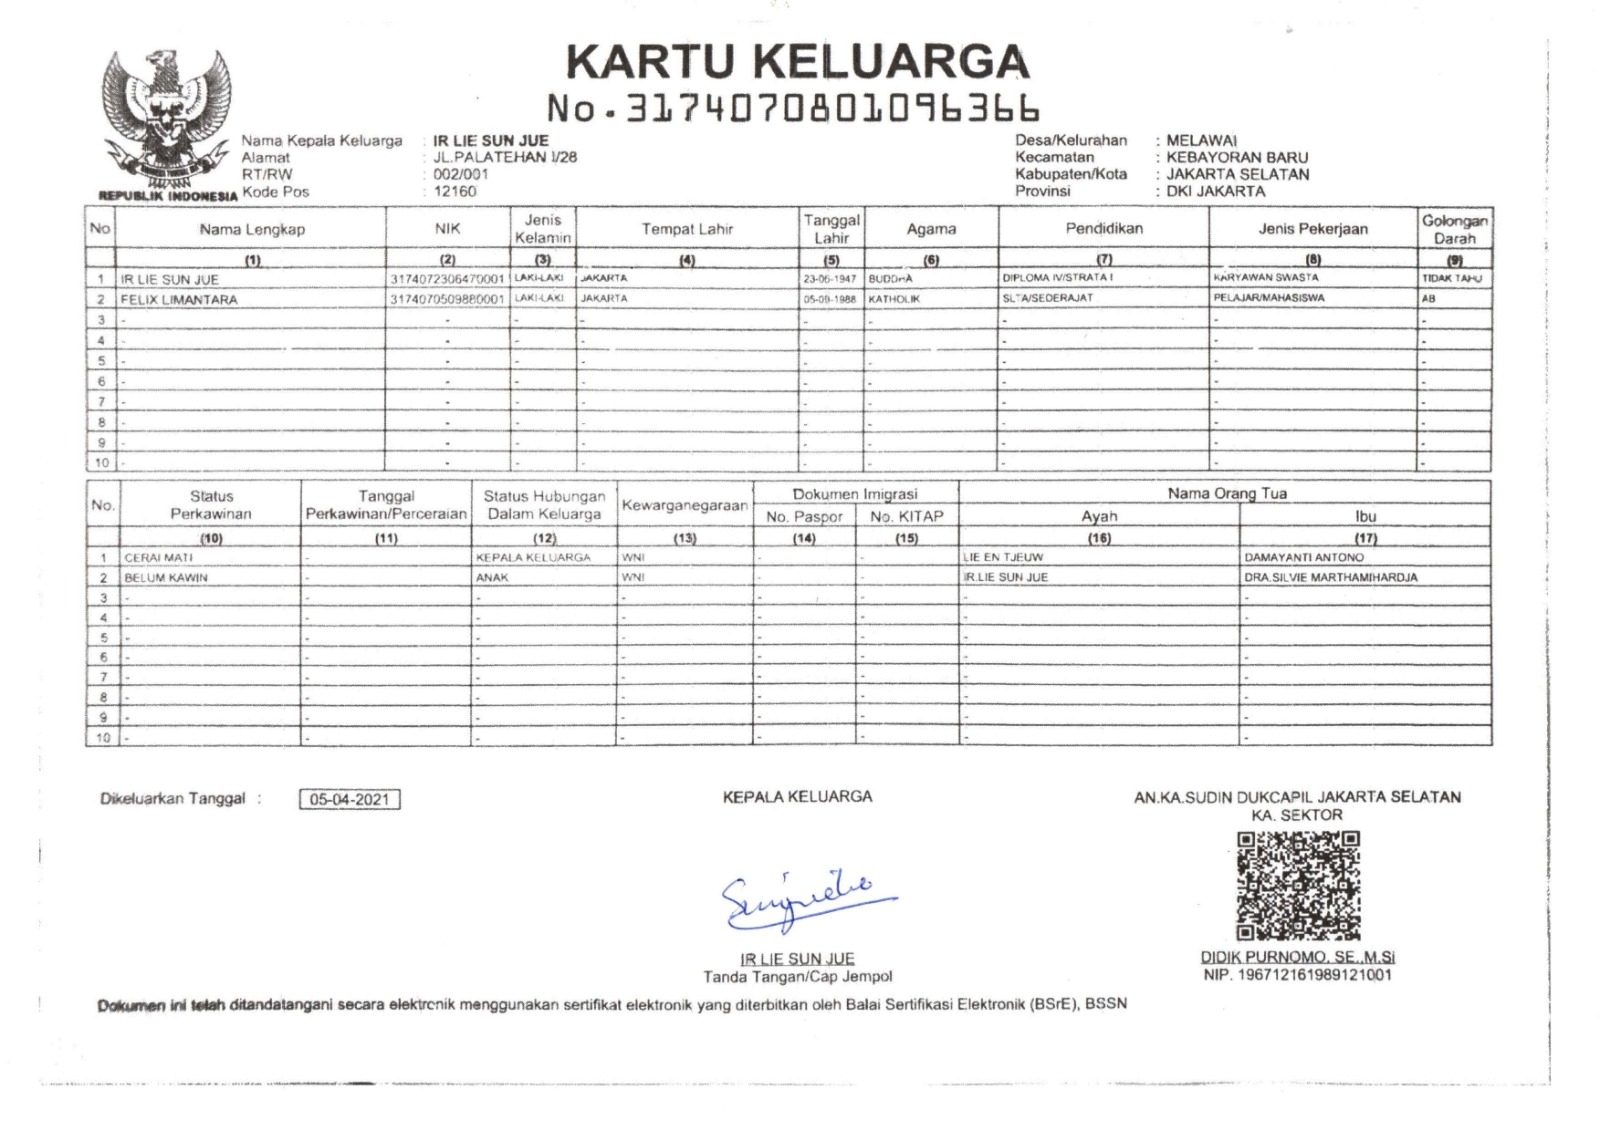 KARTU KELUARGA
No. 3174070801096366
Nama Kepala Keluarga : IR LIE SUN JUE
Alamat : JL.PALATEHAN I/28
RT/RW : 002/001
Kode Pos : 12160
REPUBLIK INDONESIA
Desa/Kelurahan : MELAWAI
Kecamatan : KEBAYORAN BARU
Kabupaten/Kota : JAKARTA SELATAN
Provinsi : DKI JAKARTA
No Nama Lengkap NIK Jenis Kelamin Tempat Lahir Tanggal Lahir Agama Pendidikan Jenis Pekerjaan Golongan Darah
(1) (2) (3) (4) (5) (6) (7) (8) (9)
1 IR LIE SUN JUE 3174072306470001 LAKI-LAKI JAKARTA 23-06-1947 BUDDHA DIPLOMA IV/STRATA I KARYAWAN SWASTA TIDAK TAHU
2 FELIX LIMANTARA 3174070509880001 LAKI-LAKI JAKARTA 05-09-1988 KATHOLIK SLTA/SEDERAJAT PELAJAR/MAHASISWA AB
3 - - - - - - - - -
4 - - - - - - - - -
5 - - - - - - - - -
6 - - - - - - - - -
7 - - - - - - - - -
8 - - - - - - - - -
9 - - - - - - - - -
10 - - - - - - - - -
No. Status Perkawinan Tanggal Perkawinan/Perceraian Status Hubungan Dalam Keluarga Kewarganegaraan Dokumen Imigrasi Nama Orang Tua
No. Paspor No. KITAP Ayah Ibu
(10) (11) (12) (13) (14) (15) (16) (17)
1 CERAI MATI - KEPALA KELUARGA WNI - - LIE EN TJEUW DAMAYANTI ANTONO
2 BELUM KAWIN - ANAK WNI - - IR.LIE SUN JUE DRA.SILVIE MARTHAMIHARDJA
3 - - - - - - - -
4 - - - - - - - -
5 - - - - - - - -
6 - - - - - - - -
7 - - - - - - - -
8 - - - - - - - -
9 - - - - - - - -
10 - - - - - - - -
Dikeluarkan Tanggal : 05-04-2021
KEPALA KELUARGA
IR LIE SUN JUE
Tanda Tangan/Cap Jempol
AN.KA.SUDIN DUKCAPIL JAKARTA SELATAN
KA. SEKTOR
DIDIK PURNOMO, SE.,M.Si
NIP. 196712161989121001
Dokumen ini telah ditandatangani secara elektronik menggunakan sertifikat elektronik yang diterbitkan oleh Balai Sertifikasi Elektronik (BSrE), BSSN